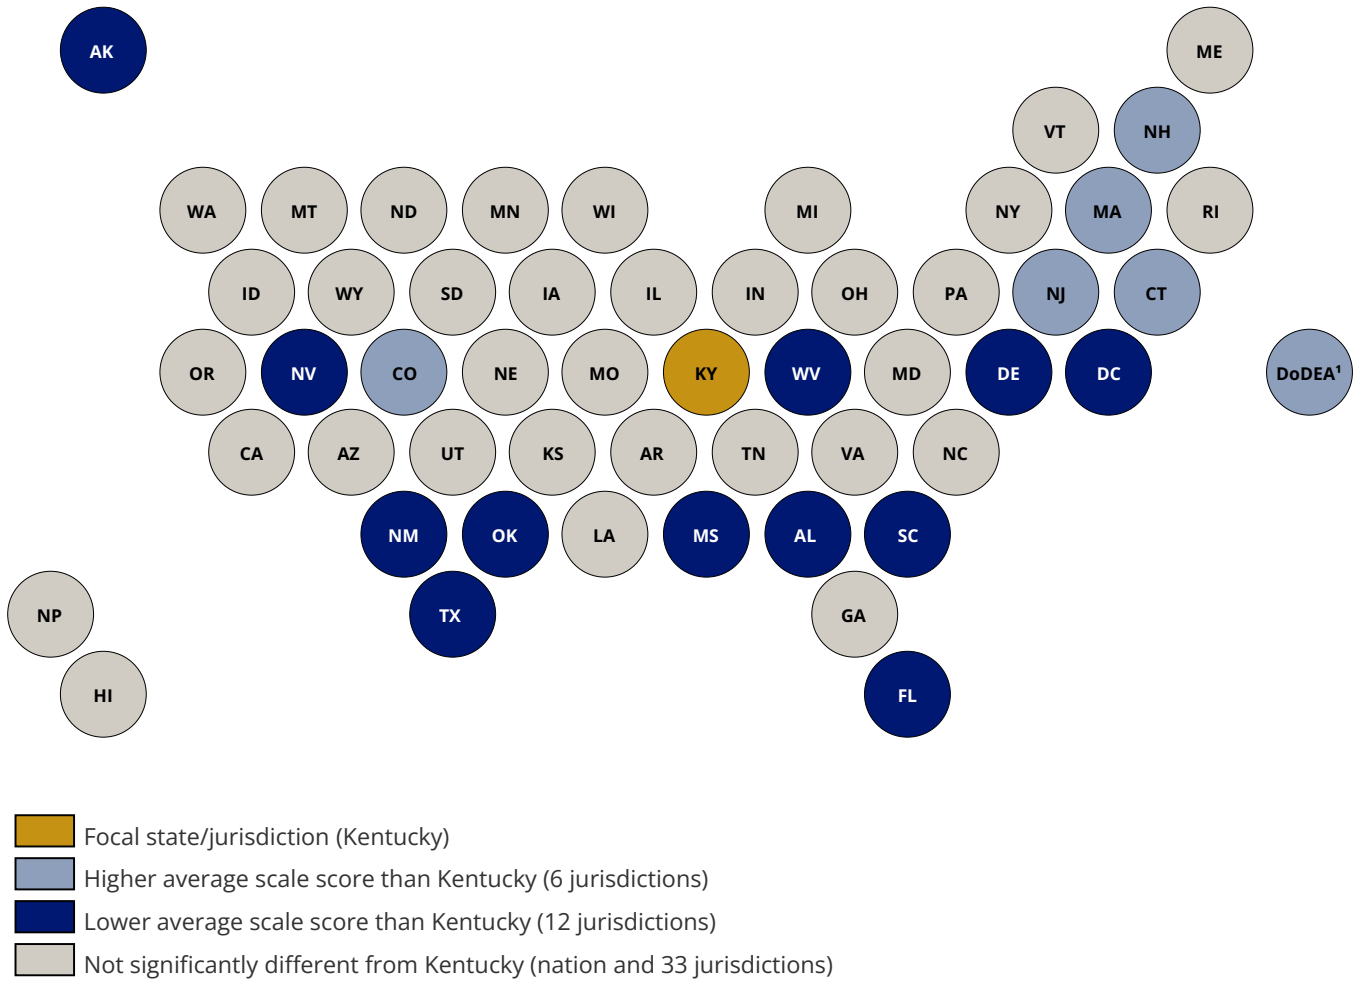 AK
ME
VT
NH
WA
MT
ND
MN
WI
MI
NY
MA
RI
ID
WY
SD
IA
IL
IN
OH
PA
NJ
CT
OR
NV
CO
NE
MO
KY
WV
MD
DE
DC
DoDEA¹
CA
AZ
UT
KS
AR
TN
VA
NC
NM
OK
LA
MS
AL
SC
NP
TX
GA
HI
FL
Focal state/jurisdiction (Kentucky)
Higher average scale score than Kentucky (6 jurisdictions)
Lower average scale score than Kentucky (12 jurisdictions)
Not significantly different from Kentucky (nation and 33 jurisdictions)